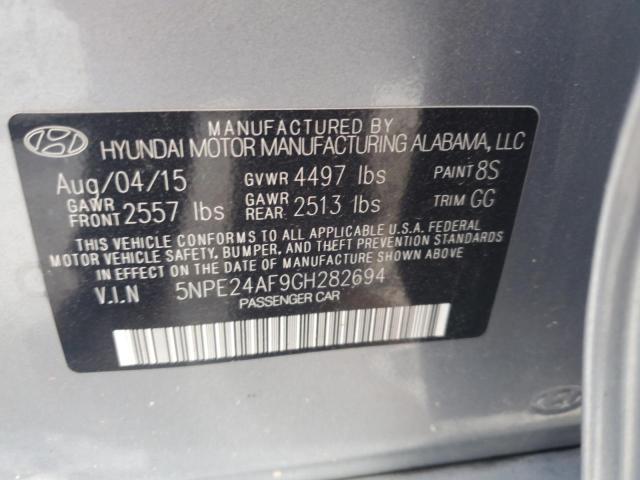 MANUFACTURED BY
HYUNDAI MOTOR MANUFACTURING ALABAMA, LLC
Aug/04/15 GVWR 4497 lbs PAINT 8S
GAWR FRONT 2557 lbs GAWR REAR 2513 lbs TRIM GG
THIS VEHICLE CONFORMS TO ALL APPLICABLE U.S.A. FEDERAL
MOTOR VEHICLE SAFETY, BUMPER, AND THEFT PREVENTION STANDARDS
IN EFFECT ON THE DATE OF MANUFACTURE SHOWN ABOVE.
V.I.N 5NPE24AF9GH282694
PASSENGER CAR